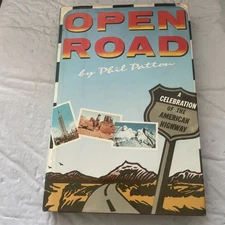 OPEN
ROAD
by Phil Patton
A
CELEBRATION
OF THE
AMERICAN
HIGHWAY